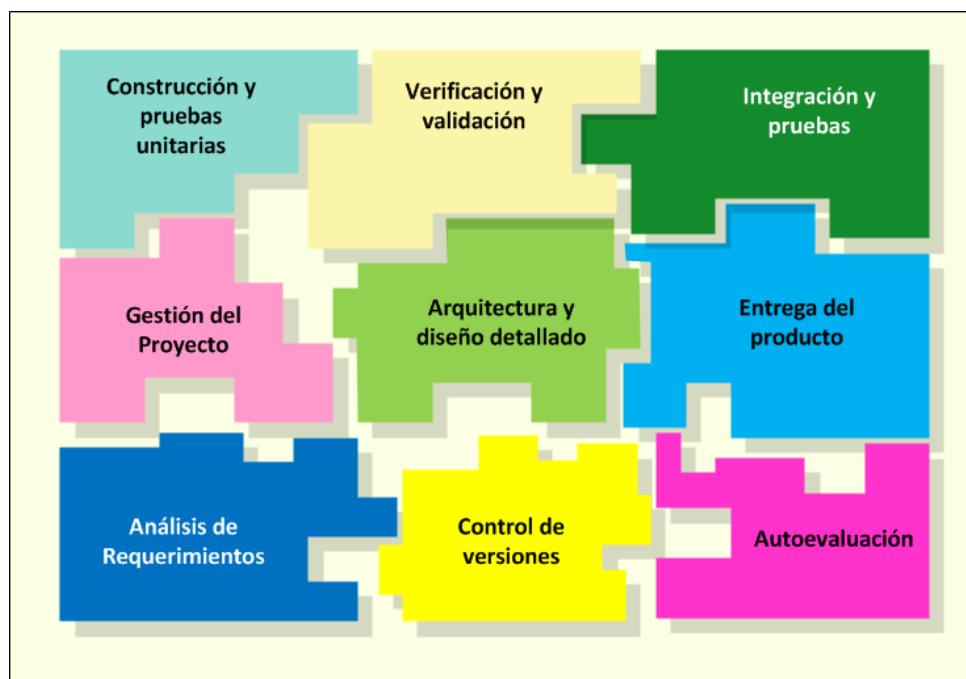 Construcción y
pruebas
unitarias
Verificación y
validación
Integración y
pruebas
Gestión del
Proyecto
Arquitectura y
diseño detallado
Entrega del
producto
Análisis de
Requerimientos
Control de
versiones
Autoevaluación